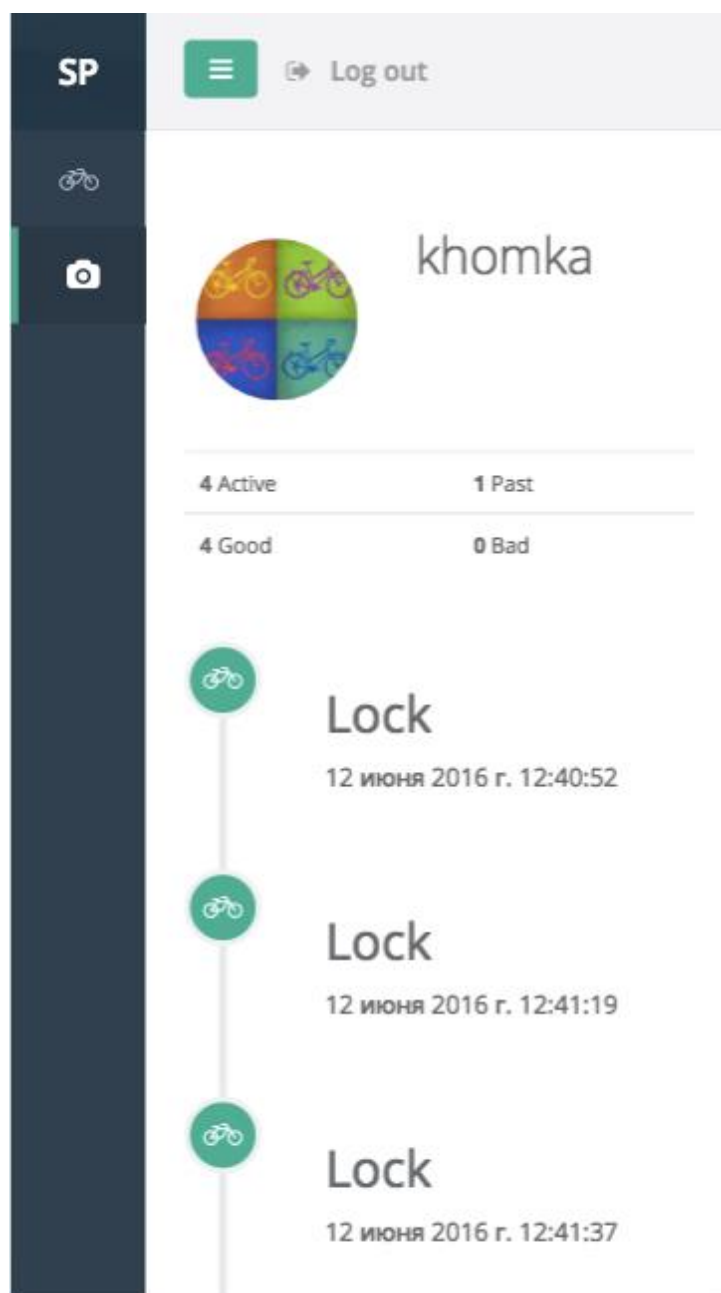 SP
Log out
khomka
4 Active 1 Past
4 Good 0 Bad
Lock
12 июня 2016 г. 12:40:52
Lock
12 июня 2016 г. 12:41:19
Lock
12 июня 2016 г. 12:41:37